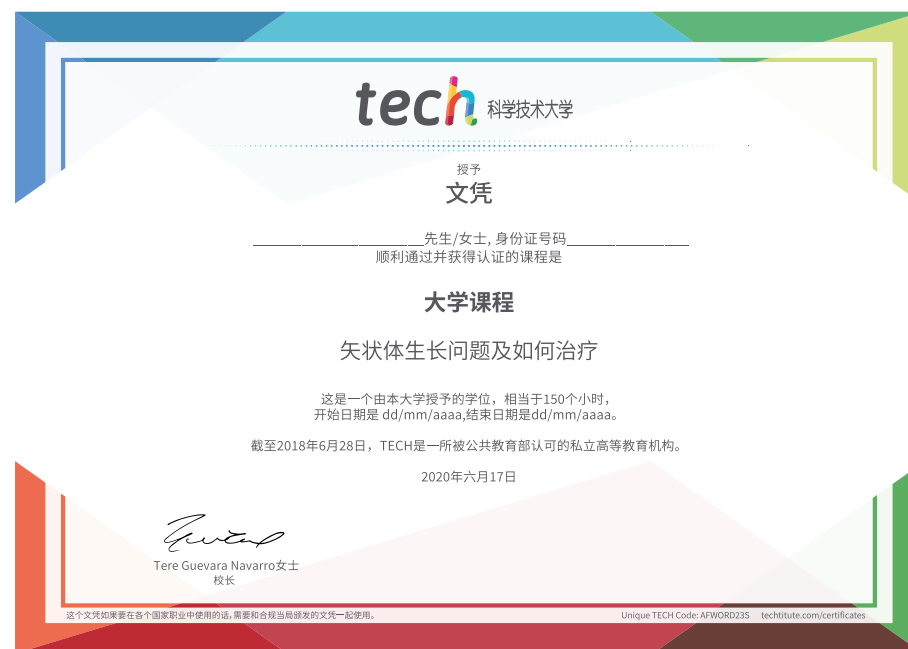 tech 科学技术大学
授予
文凭
____________________先生/女士, 身份证号码______________
顺利通过并获得认证的课程是
大学课程
矢状体生长问题及如何治疗
这是一个由本大学授予的学位，相当于150个小时，
开始日期是 dd/mm/aaaa,结束日期是dd/mm/aaaa。
截至2018年6月28日，TECH是一所被公共教育部认可的私立高等教育机构。
2020年六月17日
Tere Guevara Navarro女士
校长
这个文凭如果要在各个国家职业中使用的话,需要和合规当局颁发的文凭一起使用。
Unique TECH Code: AFWORD23S techtitute.com/certificates